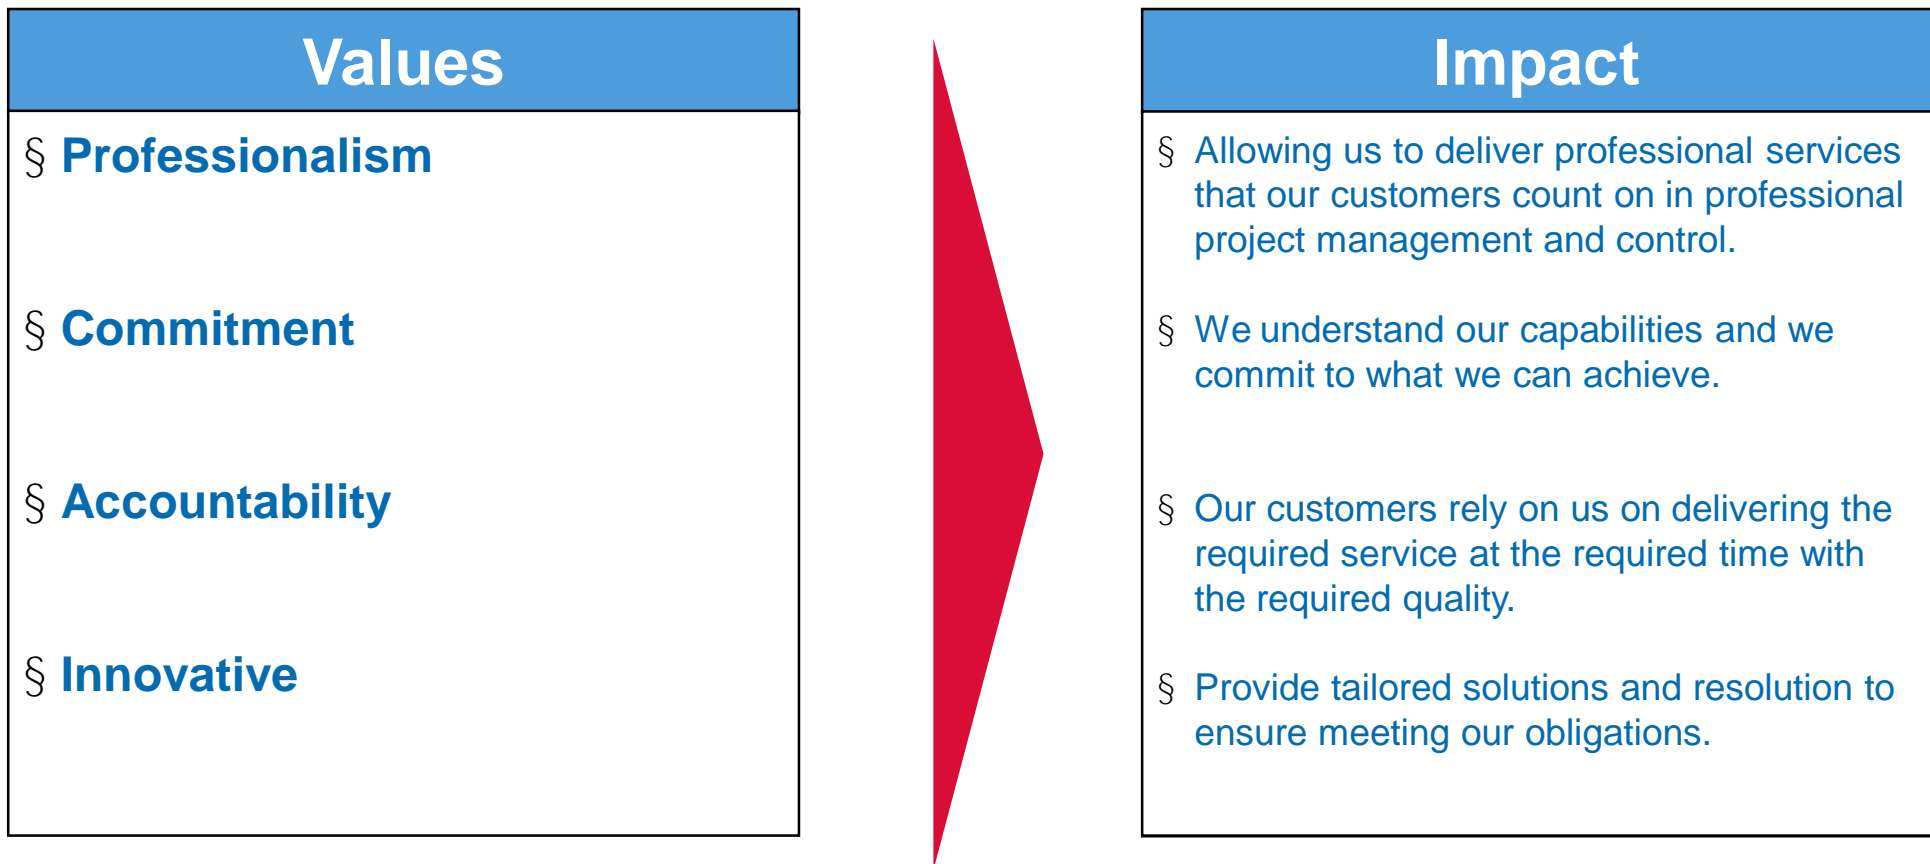 Values
§ Professionalism
§ Commitment
§ Accountability
§ Innovative
Impact
§ Allowing us to deliver professional services
that our customers count on in professional
project management and control.
§ We understand our capabilities and we
commit to what we can achieve.
§ Our customers rely on us on delivering the
required service at the required time with
the required quality.
§ Provide tailored solutions and resolution to
ensure meeting our obligations.